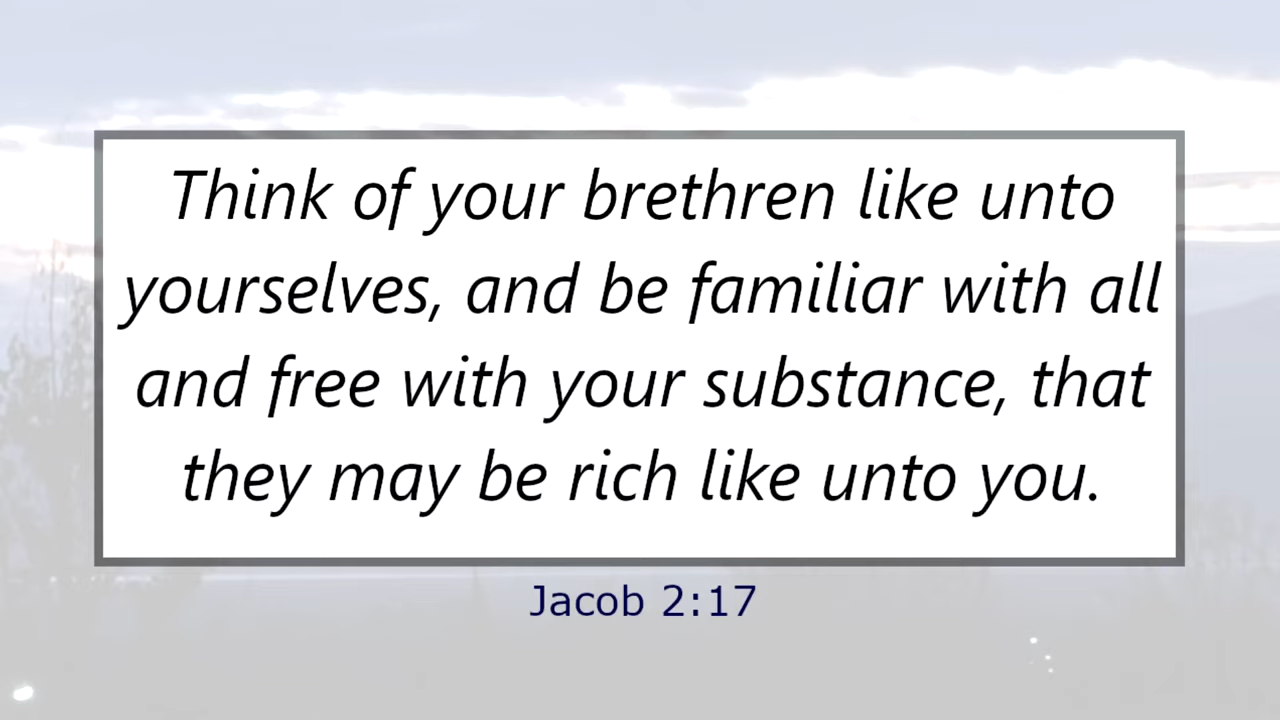 Think of your brethren like unto
yourselves, and be familiar with all
and free with your substance, that
they may be rich like unto you.
Jacob 2:17